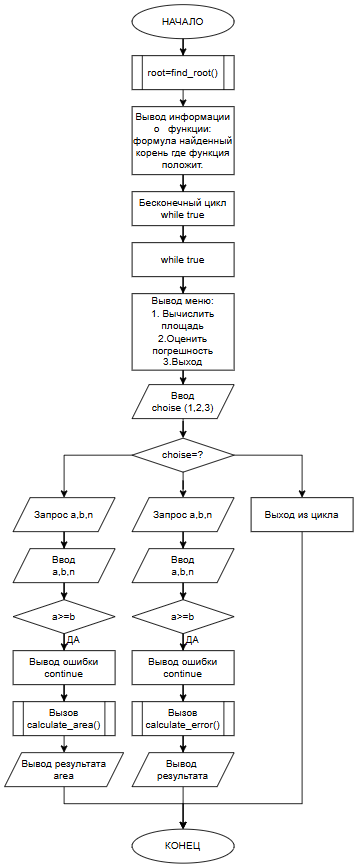 НАЧАЛО
root=find_root()
Вывод информации
о функции:
формула найденный
корень где функция
положит.
Бесконечный цикл
while true
while true
Вывод меню:
1. Вычислить
площадь
2.Оценить
погрешность
3.Выход
Ввод
choise (1,2,3)
choise=?
Запрос a,b,n
Запрос a,b,n
Выход из цикла
Ввод
a,b,n
Ввод
a,b,n
a>=b
a>=b
ДА
ДА
Вывод ошибки
continue
Вывод ошибки
continue
Вызов
calculate_area()
Вызов
calculate_error()
Вывод результата
area
Вывод
результата
КОНЕЦ